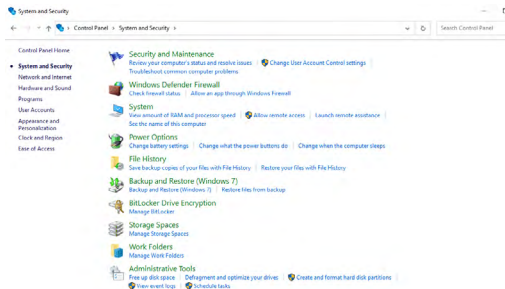 System and Security
Control Panel > System and Security >
Search Control Panel
Control Panel Home
System and Security
Network and Internet
Hardware and Sound
Programs
User Accounts
Appearance and
Personalization
Clock and Region
Ease of Access
Security and Maintenance
Review your computer's status and resolve issues | Change User Account Control settings |
Troubleshoot common computer problems
Windows Defender Firewall
Check firewall status | Allow an app through Windows Firewall
System
View amount of RAM and processor speed | Allow remote access | Launch remote assistance |
See the name of this computer
Power Options
Change battery settings | Change what the power buttons do | Change when the computer sleeps
File History
Save backup copies of your files with File History | Restore your files with File History
Backup and Restore (Windows 7)
Backup and Restore (Windows 7) | Restore files from backup
BitLocker Drive Encryption
Manage BitLocker
Storage Spaces
Manage Storage Spaces
Work Folders
Manage Work Folders
Administrative Tools
Free up disk space | Defragment and optimize your drives | Create and format hard disk partitions |
View event logs | Schedule tasks